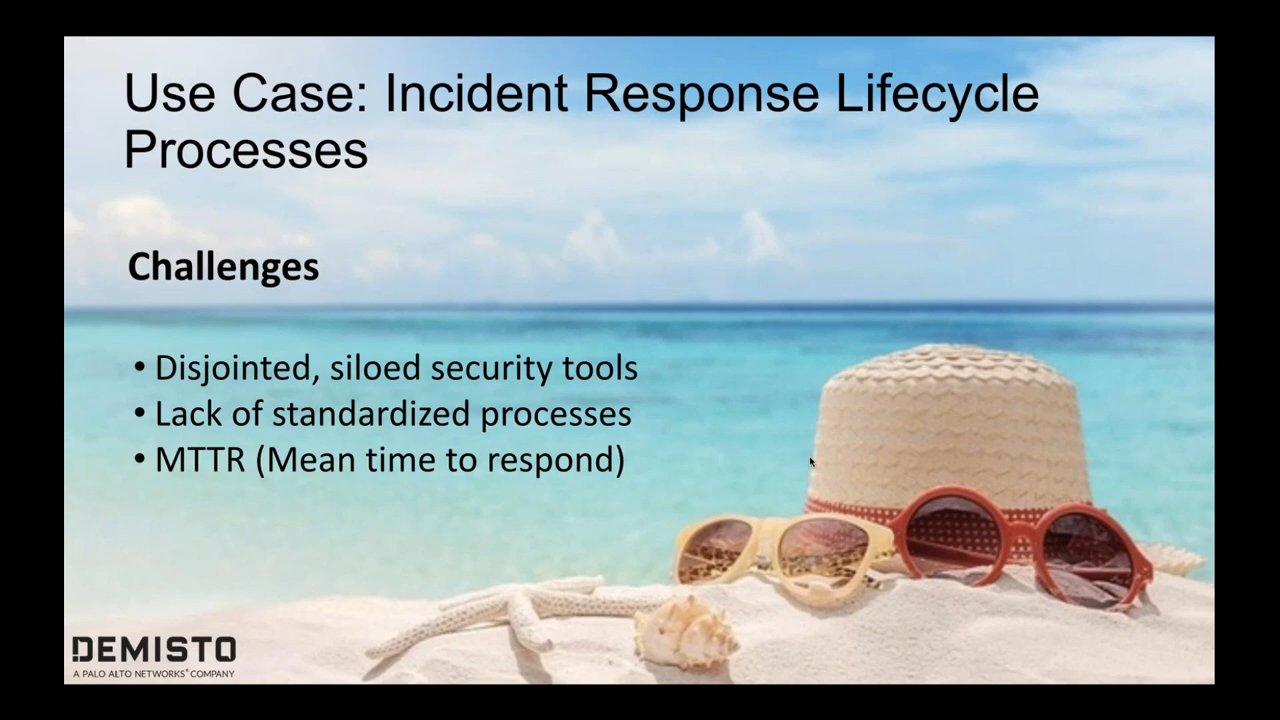 Use Case: Incident Response Lifecycle
Processes
Challenges
• Disjointed, siloed security tools
• Lack of standardized processes
• MTTR (Mean time to respond)
DEMISTO
A PALO ALTO NETWORKS® COMPANY